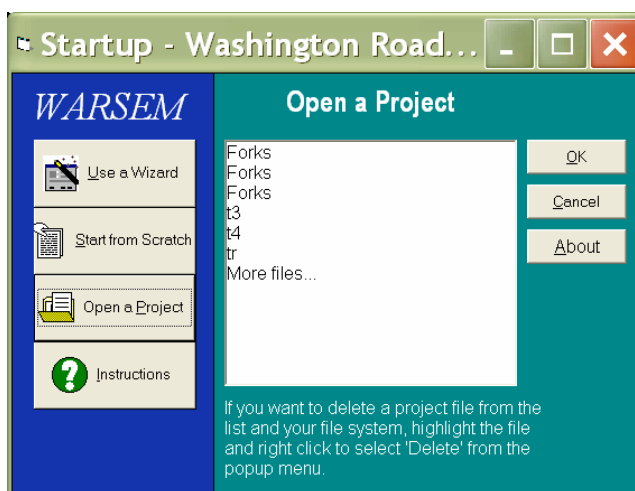 Startup - Washington Road...
WARSEM
Use a Wizard
Start from Scratch
Open a Project
Instructions
Open a Project
Forks
Forks
Forks
t3
t4
tr
More files...
OK
Cancel
About
If you want to delete a project file from the
list and your file system, highlight the file
and right click to select 'Delete' from the
popup menu.